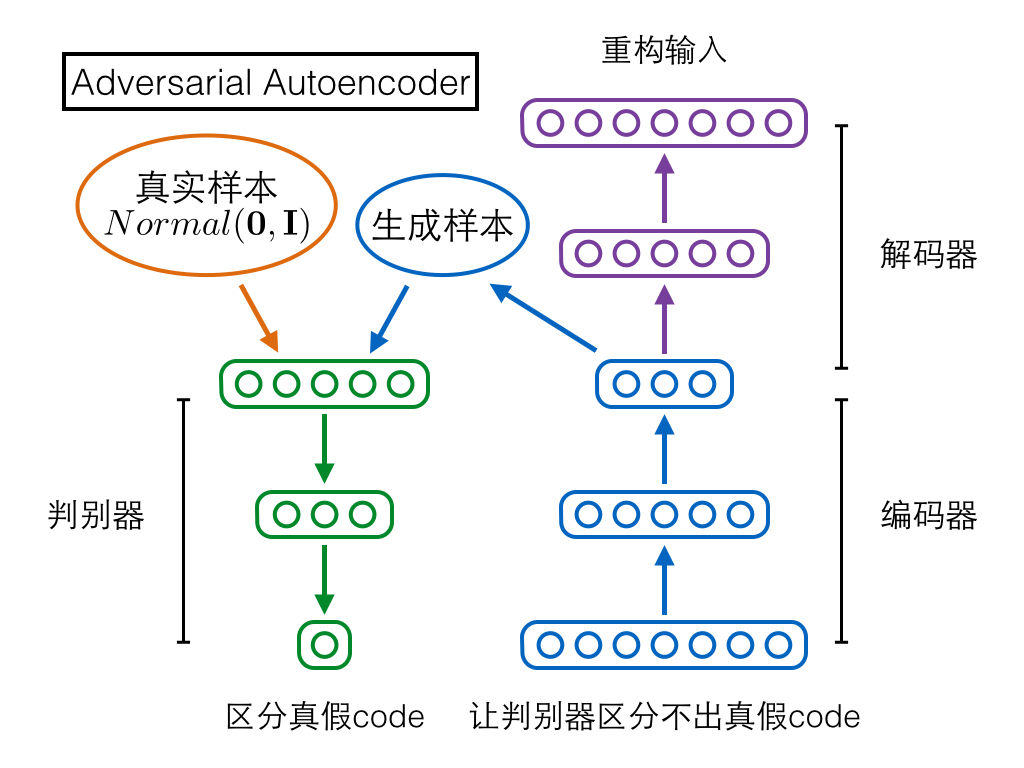 重构输入
Adversarial Autoencoder
真实样本
Normal(0, I)
生成样本
解码器
判别器
编码器
区分真假code
让判别器区分不出真假code